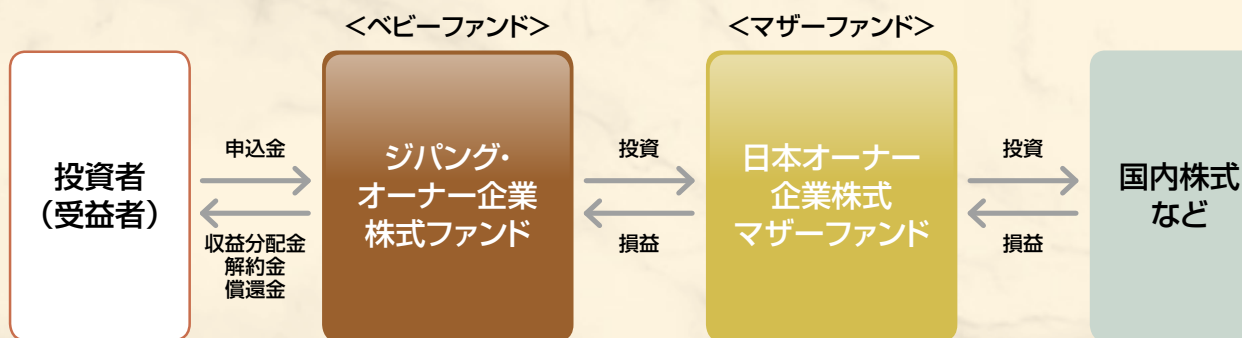 <ベビーファンド>
<マザーファンド>
投資者
（受益者）
申込金
収益分配金
解約金
償還金
ジパング・
オーナー企業
株式ファンド
投資
損益
日本オーナー
企業株式
マザーファンド
投資
損益
国内株式
など